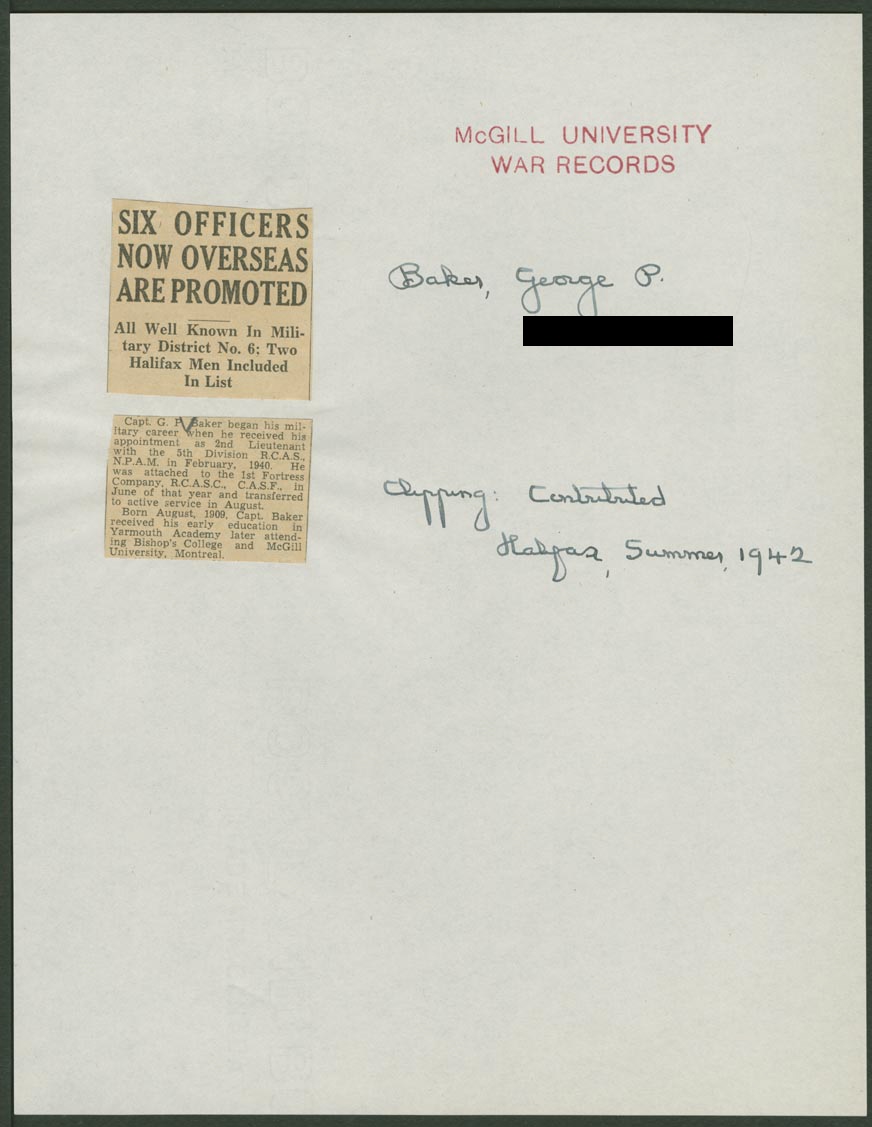 McGILL UNIVERSITY
WAR RECORDS
SIX OFFICERS
NOW OVERSEAS
ARE PROMOTED
All Well Known In Mili-
tary District No. 6; Two
Halifax Men Included
In List
Baker, George P.
Capt. G. P. Baker began his mil-
itary career when he received his
appointment as 2nd Lieutenant
with the 5th Division R.C.A.S.,
N.P.A.M. in February, 1940. He
was attached to the 1st Fortress
Company, R.C.A.S.C., C.A.S.F., in
June of that year and transferred
to active service in August.
Born August, 1909, Capt. Baker
received his early education in
Yarmouth Academy later attend-
ing Bishop's College and McGill
University, Montreal.
Clipping: Contributed
Halifax, Summer, 1942